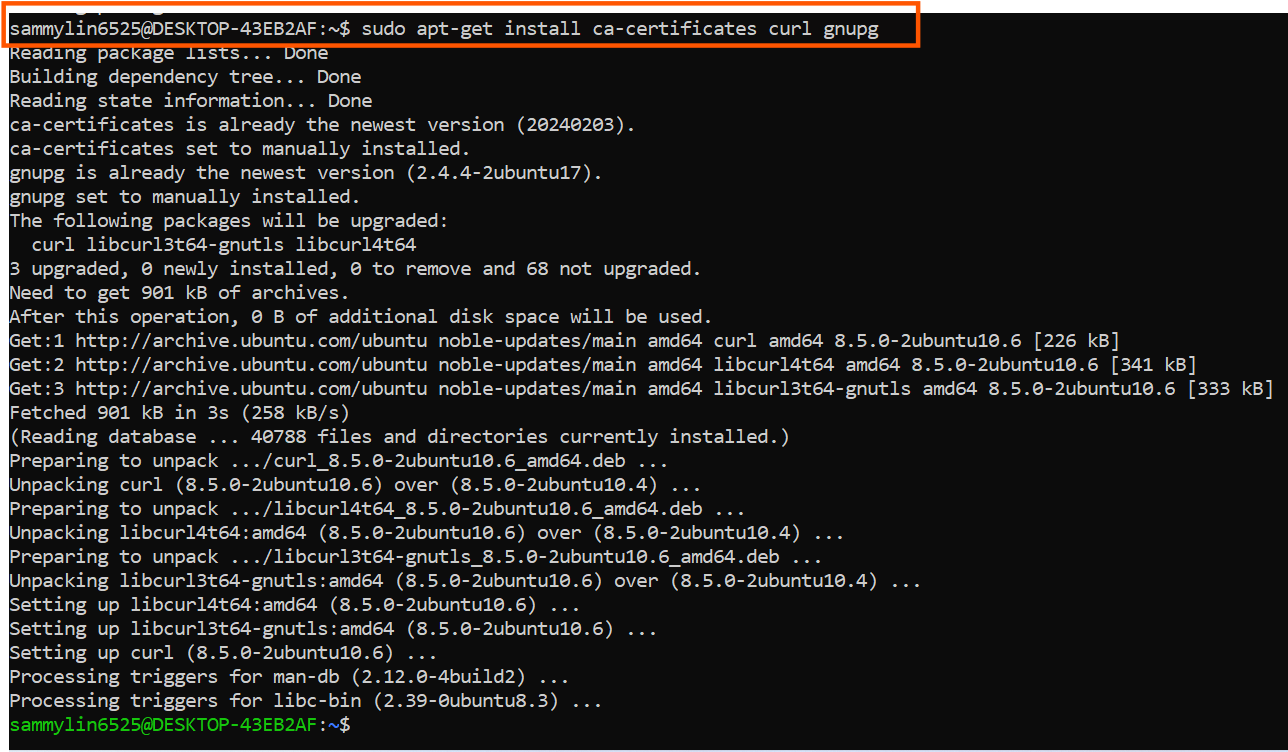 sammylin6525@DESKTOP-43EB2AF:~$ sudo apt-get install ca-certificates curl gnupg
Reading package lists... Done
Building dependency tree... Done
Reading state information... Done
ca-certificates is already the newest version (20240203).
ca-certificates set to manually installed.
gnupg is already the newest version (2.4.4-2ubuntu17).
gnupg set to manually installed.
The following packages will be upgraded:
  curl libcurl3t64-gnutls libcurl4t64
3 upgraded, 0 newly installed, 0 to remove and 68 not upgraded.
Need to get 901 kB of archives.
After this operation, 0 B of additional disk space will be used.
Get:1 http://archive.ubuntu.com/ubuntu noble-updates/main amd64 curl amd64 8.5.0-2ubuntu10.6 [226 kB]
Get:2 http://archive.ubuntu.com/ubuntu noble-updates/main amd64 libcurl4t64 amd64 8.5.0-2ubuntu10.6 [341 kB]
Get:3 http://archive.ubuntu.com/ubuntu noble-updates/main amd64 libcurl3t64-gnutls amd64 8.5.0-2ubuntu10.6 [333 kB]
Fetched 901 kB in 3s (258 kB/s)
(Reading database ... 40788 files and directories currently installed.)
Preparing to unpack .../curl_8.5.0-2ubuntu10.6_amd64.deb ...
Unpacking curl (8.5.0-2ubuntu10.6) over (8.5.0-2ubuntu10.4) ...
Preparing to unpack .../libcurl4t64_8.5.0-2ubuntu10.6_amd64.deb ...
Unpacking libcurl4t64:amd64 (8.5.0-2ubuntu10.6) over (8.5.0-2ubuntu10.4) ...
Preparing to unpack .../libcurl3t64-gnutls_8.5.0-2ubuntu10.6_amd64.deb ...
Unpacking libcurl3t64-gnutls:amd64 (8.5.0-2ubuntu10.6) over (8.5.0-2ubuntu10.4) ...
Setting up libcurl4t64:amd64 (8.5.0-2ubuntu10.6) ...
Setting up libcurl3t64-gnutls:amd64 (8.5.0-2ubuntu10.6) ...
Setting up curl (8.5.0-2ubuntu10.6) ...
Processing triggers for man-db (2.12.0-4build2) ...
Processing triggers for libc-bin (2.39-0ubuntu8.3) ...
sammylin6525@DESKTOP-43EB2AF:~$